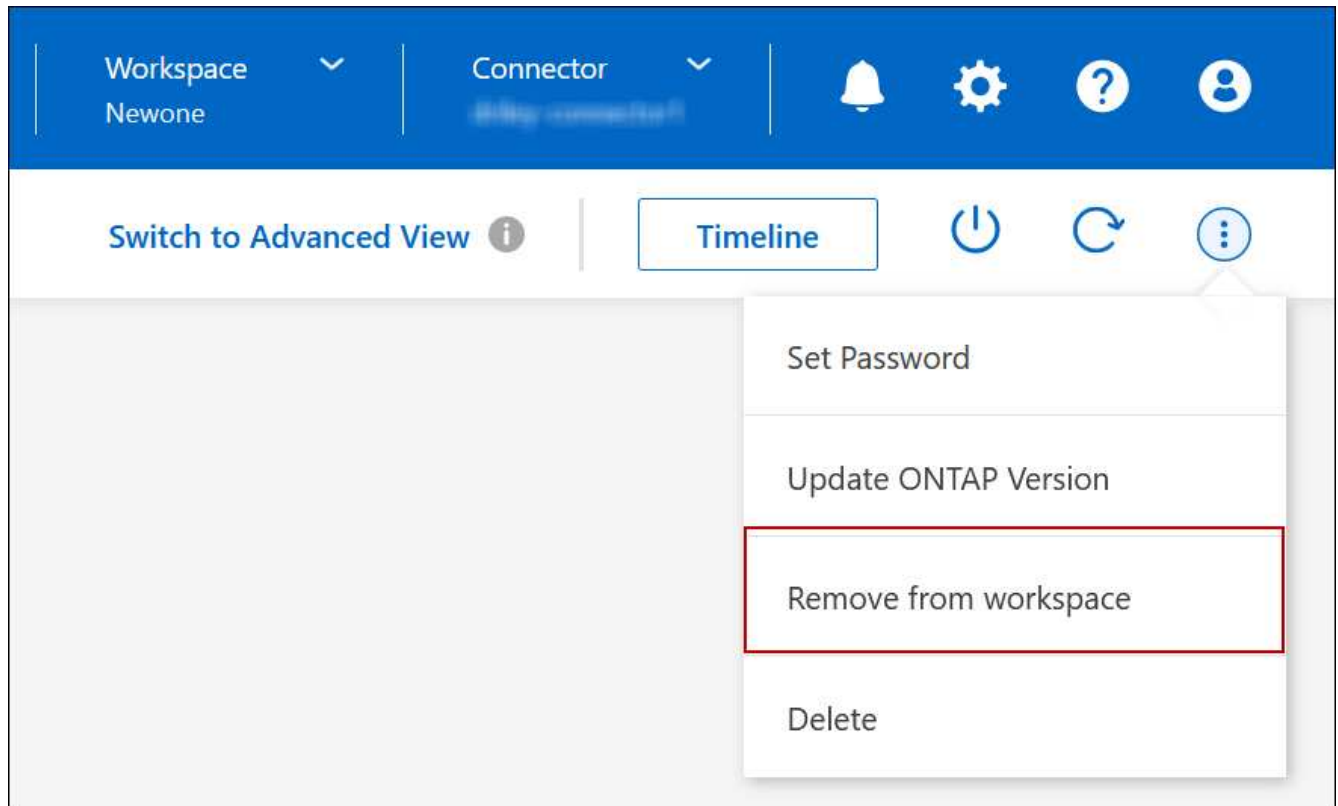 Workspace
Newone
Connector
Switch to Advanced View
Timeline
Set Password
Update ONTAP Version
Remove from workspace
Delete